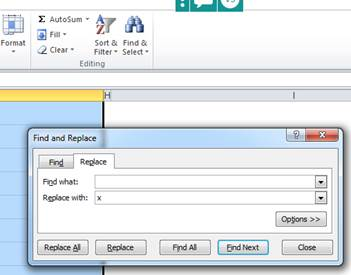 Format
Σ AutoSum
Fill
Clear
Sort & Filter
Find & Select
Editing
H
I
Find and Replace
Find
Replace
Find what:
Replace with: x
Options >>
Replace All
Replace
Find All
Find Next
Close